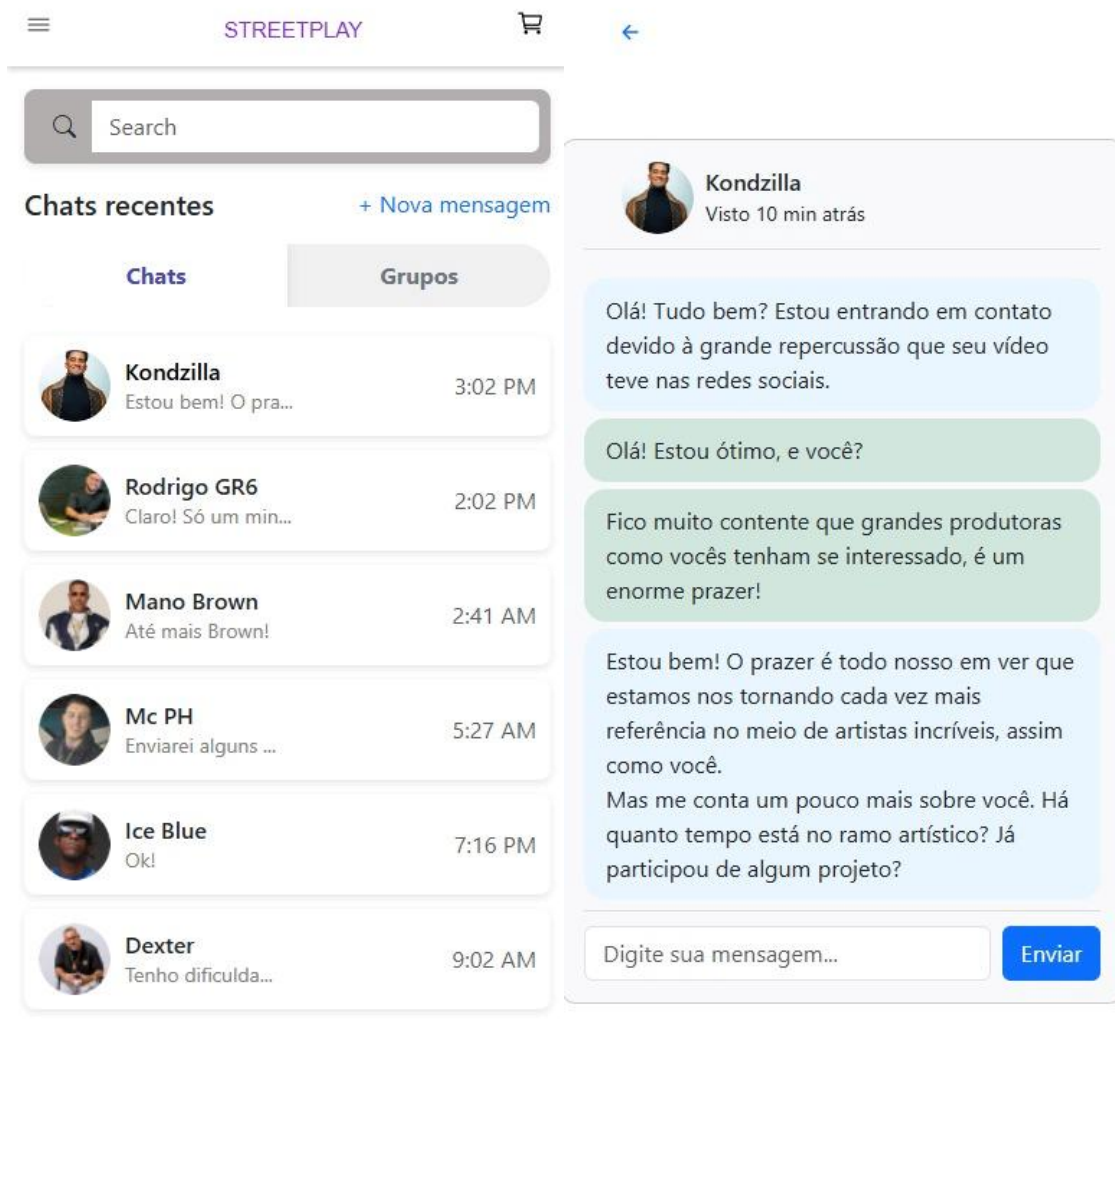 STREETPLAY
Search
Chats recentes
+ Nova mensagem
Chats
Grupos
Kondzilla
Estou bem! O pra...
3:02 PM
Rodrigo GR6
Claro! Só um min...
2:02 PM
Mano Brown
Até mais Brown!
2:41 AM
Mc PH
Enviarei alguns ...
5:27 AM
Ice Blue
Ok!
7:16 PM
Dexter
Tenho dificulda...
9:02 AM
Kondzilla
Visto 10 min atrás
Olá! Tudo bem? Estou entrando em contato
devido à grande repercussão que seu vídeo
teve nas redes sociais.
Olá! Estou ótimo, e você?
Fico muito contente que grandes produtoras
como vocês tenham se interessado, é um
enorme prazer!
Estou bem! O prazer é todo nosso em ver que
estamos nos tornando cada vez mais
referência no meio de artistas incríveis, assim
como você.
Mas me conta um pouco mais sobre você. Há
quanto tempo está no ramo artístico? Já
participou de algum projeto?
Digite sua mensagem...
Enviar